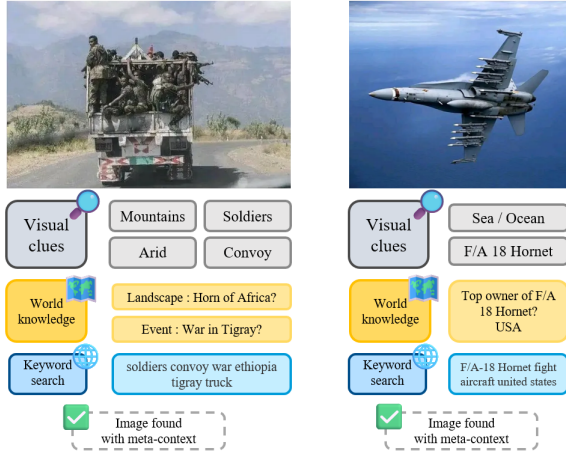 Visual
clues
Mountains
Soldiers
Arid
Convoy
World
knowledge
Landscape : Horn of Africa?
Event : War in Tigray?
Keyword
search
soldiers convoy war ethiopia
tigray truck
Image found
with meta-context
Visual
clues
Sea / Ocean
F/A 18 Hornet
World
knowledge
Top owner of F/A
18 Hornet?
USA
Keyword
search
F/A-18 Hornet fight
aircraft united states
Image found
with meta-context